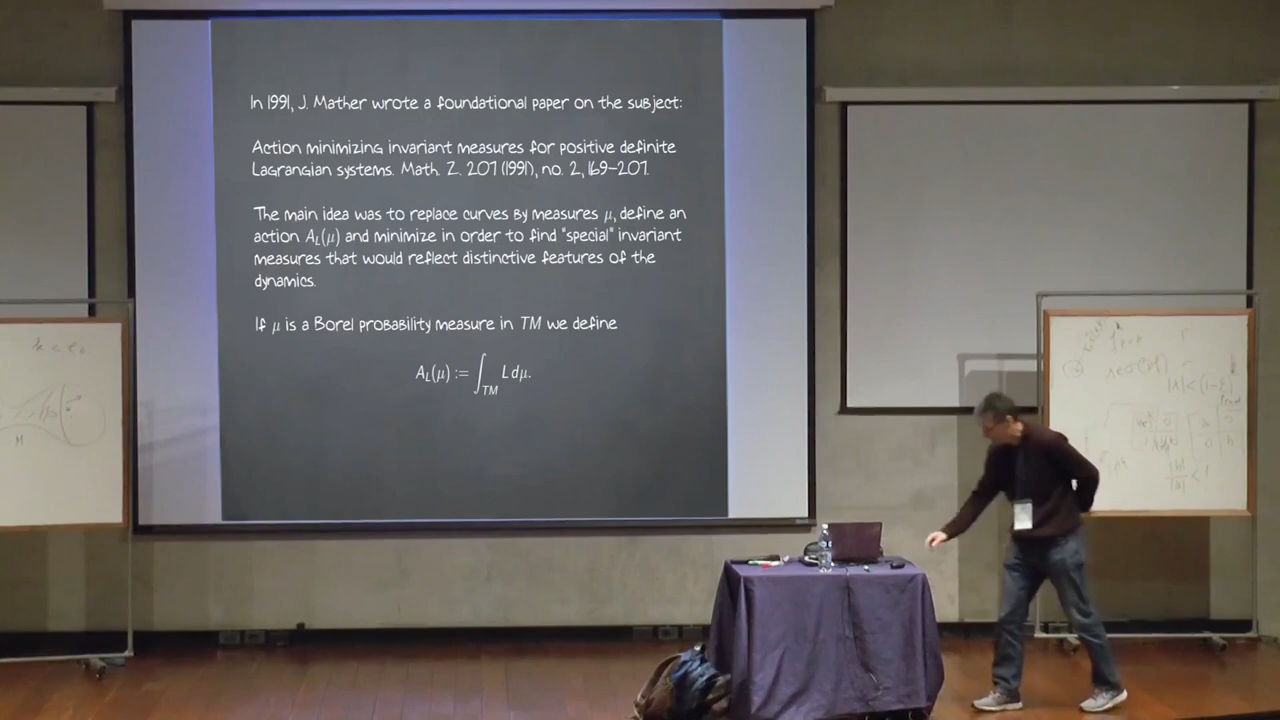 In 1991, J. Mather wrote a foundational paper on the subject:
Action minimizing invariant measures for positive definite
Lagrangian systems. Math. Z. 207 (1991), no. 2, 169–207.
The main idea was to replace curves by measures μ, define an
action A_L(μ) and minimize in order to find "special" invariant
measures that would reflect distinctive features of the
dynamics.
If μ is a Borel probability measure in TM we define
A_L(μ) := ∫_{TM} L dμ.
M